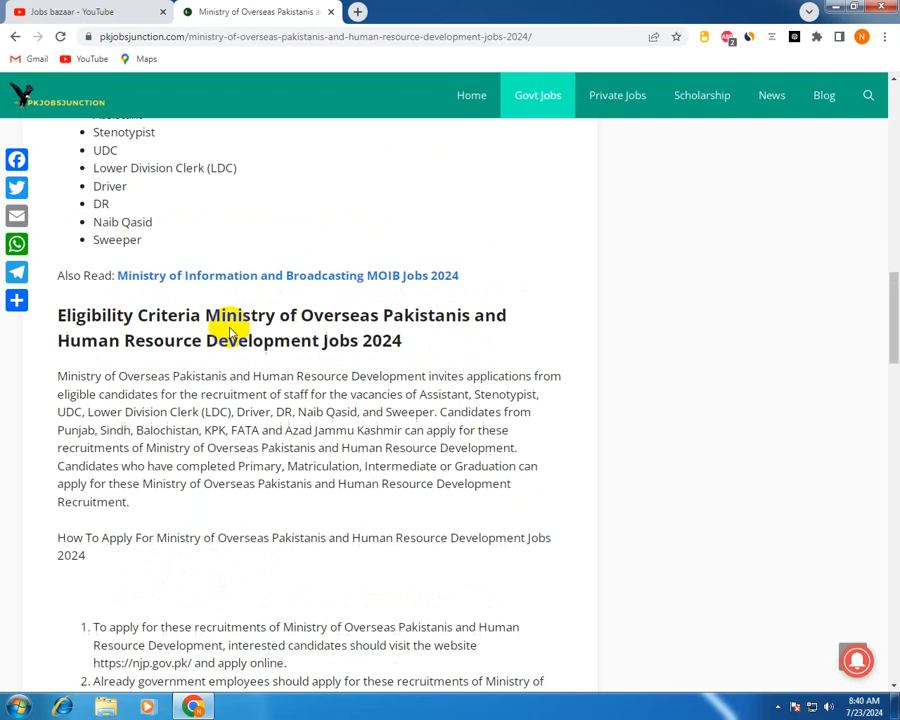 Jobs bazaar - YouTube
Ministry of Overseas Pakistanis a
pkjobsjunction.com/ministry-of-overseas-pakistanis-and-human-resource-development-jobs-2024/
2
N
Gmail
YouTube
Maps
PKJOBSJUNCTION
Home
Govt Jobs
Private Jobs
Scholarship
News
Blog
Assistant
Stenotypist
UDC
Lower Division Clerk (LDC)
Driver
DR
Naib Qasid
Sweeper
Also Read: Ministry of Information and Broadcasting MOIB Jobs 2024
Eligibility Criteria Ministry of Overseas Pakistanis and
Human Resource Development Jobs 2024
Ministry of Overseas Pakistanis and Human Resource Development invites applications from
eligible candidates for the recruitment of staff for the vacancies of Assistant, Stenotypist,
UDC, Lower Division Clerk (LDC), Driver, DR, Naib Qasid, and Sweeper. Candidates from
Punjab, Sindh, Balochistan, KPK, FATA and Azad Jammu Kashmir can apply for these
recruitments of Ministry of Overseas Pakistanis and Human Resource Development.
Candidates who have completed Primary, Matriculation, Intermediate or Graduation can
apply for these Ministry of Overseas Pakistanis and Human Resource Development
Recruitment.
How To Apply For Ministry of Overseas Pakistanis and Human Resource Development Jobs
2024
1. To apply for these recruitments of Ministry of Overseas Pakistanis and Human
Resource Development, interested candidates should visit the website
https://njp.gov.pk/ and apply online.
2. Already government employees should apply for these recruitments of Ministry of
8:40 AM
7/23/2024